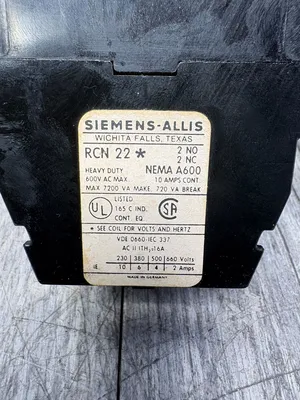 SIEMENS-ALLIS
WICHITA FALLS, TEXAS
RCN 22 * 2 NO
2 NC
HEAVY DUTY NEMA A600
600V AC MAX 10 AMPS CONT.
MAX 7200 VA MAKE, 720 VA BREAK
UL LISTED
165 C IND.
CONT. EQ
SA
* SEE COIL FOR VOLTS AND HERTZ
VDE 0660-IEC 337
AC 11 ITH=16A
230 380 500 660 Volts
IE 10 6 4 2 Amps
MADE IN GERMANY